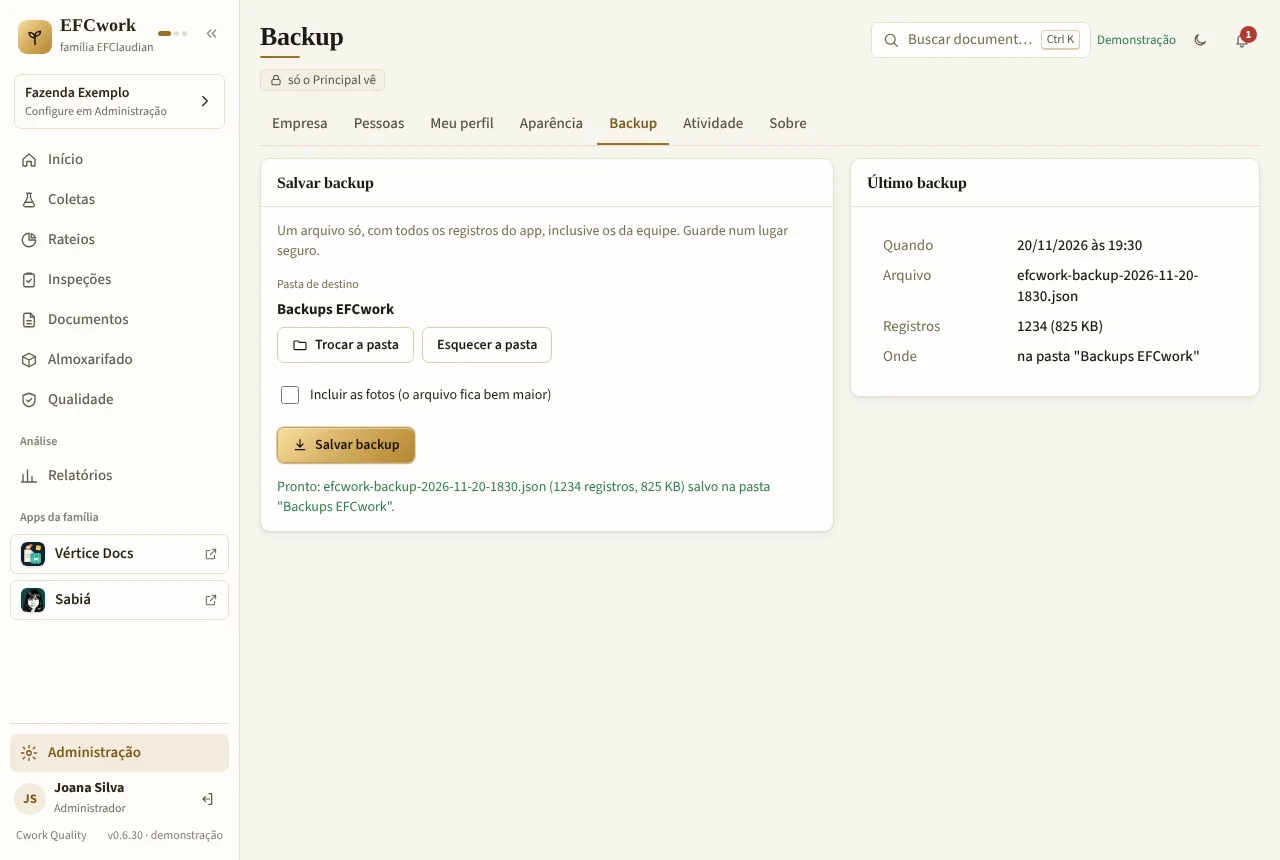 EFCwork
família EFClaudian
Fazenda Exemplo
Configure em Administração
Início
Coletas
Rateios
Inspeções
Documentos
Almoxarifado
Qualidade
Análise
Relatórios
Apps da família
Vértice Docs
Sabiá
Administração
JS
Joana Silva
Administrador
Cwork Quality
v0.6.30 · demonstração
Backup
só o Principal vê
Buscar document…
Ctrl K
Demonstração
1
Empresa
Pessoas
Meu perfil
Aparência
Backup
Atividade
Sobre
Salvar backup
Um arquivo só, com todos os registros do app, inclusive os da equipe. Guarde num lugar
seguro.
Pasta de destino
Backups EFCwork
Trocar a pasta
Esquecer a pasta
Incluir as fotos (o arquivo fica bem maior)
Salvar backup
Pronto: efcwork-backup-2026-11-20-1830.json (1234 registros, 825 KB) salvo na pasta
"Backups EFCwork".
Último backup
Quando
20/11/2026 às 19:30
Arquivo
efcwork-backup-2026-11-20-
1830.json
Registros
1234 (825 KB)
Onde
na pasta "Backups EFCwork"